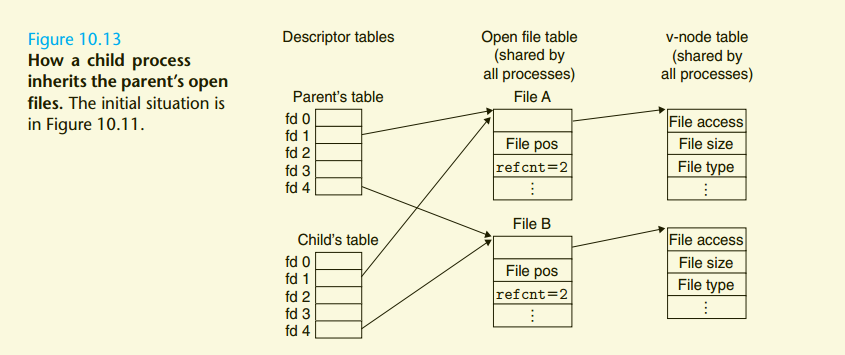 Figure 10.13
How a child process
inherits the parent's open
files. The initial situation is
in Figure 10.11.
Descriptor tables
Open file table
(shared by
all processes)
v-node table
(shared by
all processes)
Parent's table
fd 0
fd 1
fd 2
fd 3
fd 4
File A
File pos
refcnt=2
⋮
File access
File size
File type
⋮
Child's table
fd 0
fd 1
fd 2
fd 3
fd 4
File B
File pos
refcnt=2
⋮
File access
File size
File type
⋮